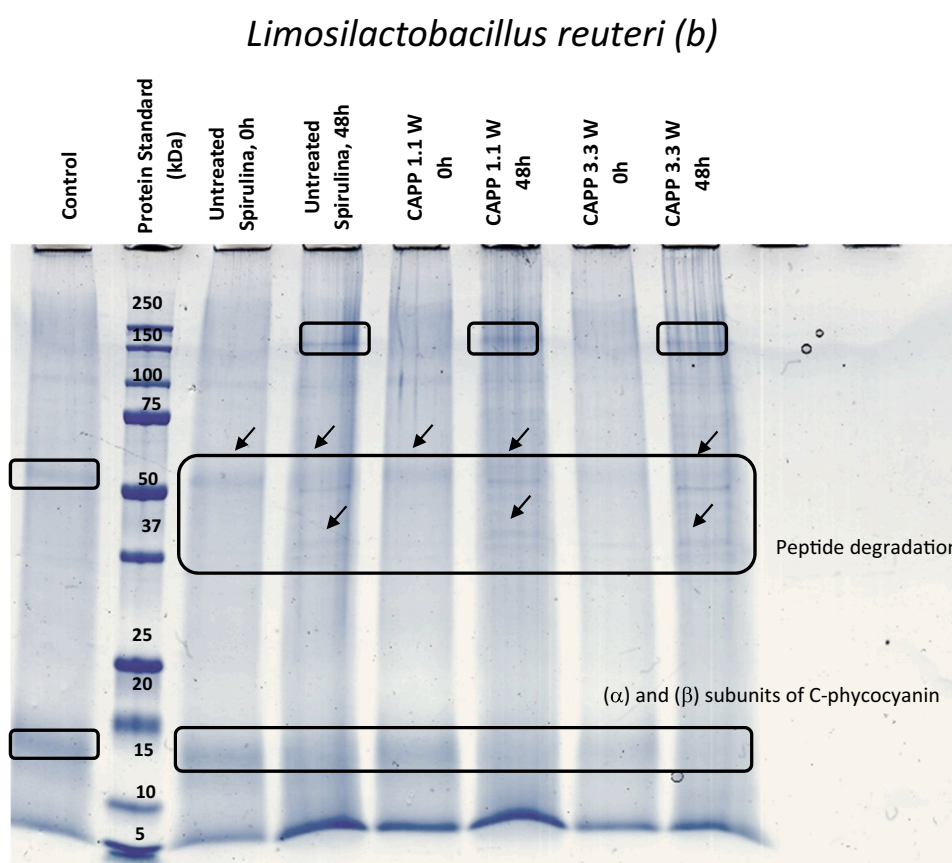 Limosilactobacillus reuteri (b)
Control
Protein Standard
(kDa)
Untreated
Spirulina, 0h
Untreated
Spirulina, 48h
CAPP 1.1 W
0h
CAPP 1.1 W
48h
CAPP 3.3 W
0h
CAPP 3.3 W
48h
250
150
100
75
50
37
Peptide degradation
25
20
(α) and (β) subunits of C-phycocyanin
15
10
5